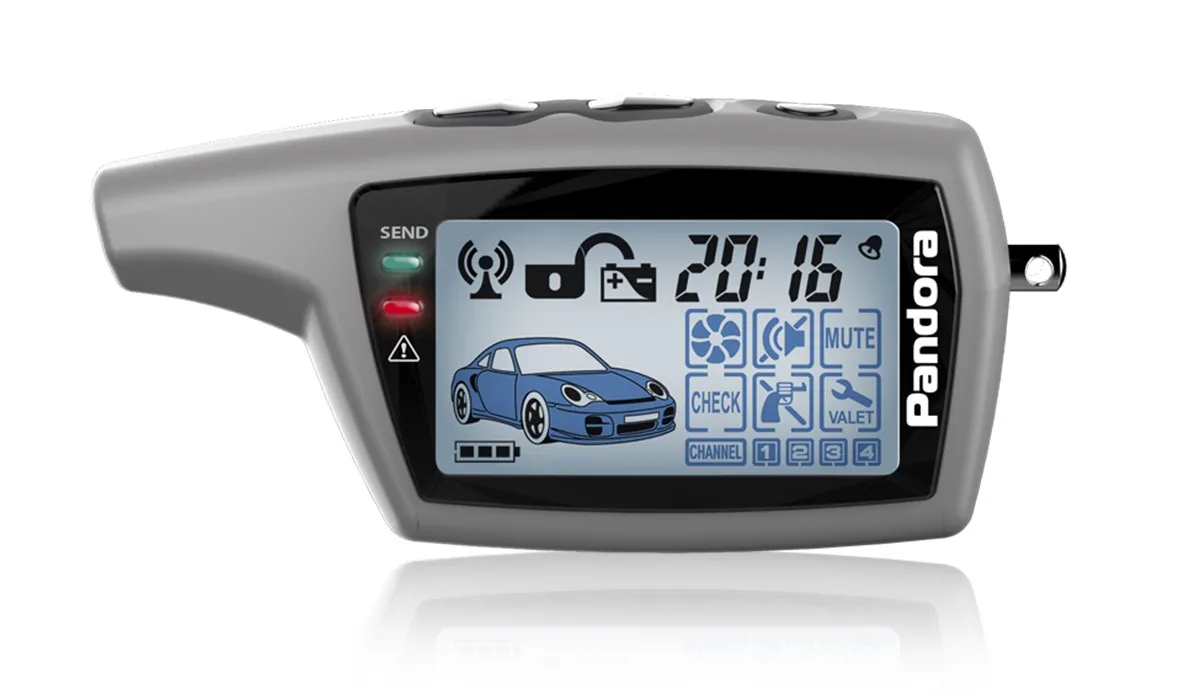 SEND
20:16
MUTE
CHECK
VALET
CHANNEL 1 2 3 4
Pandora